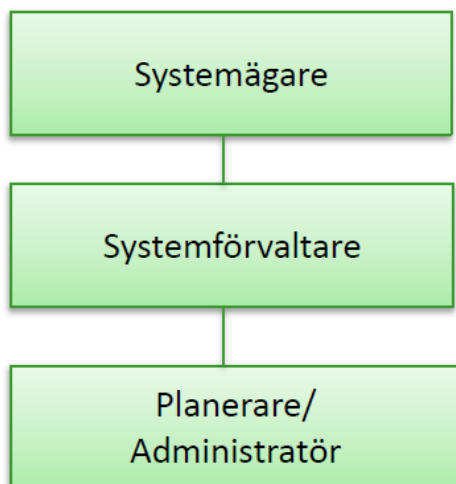 Systemägare
Systemförvaltare
Planerare/
Administratör